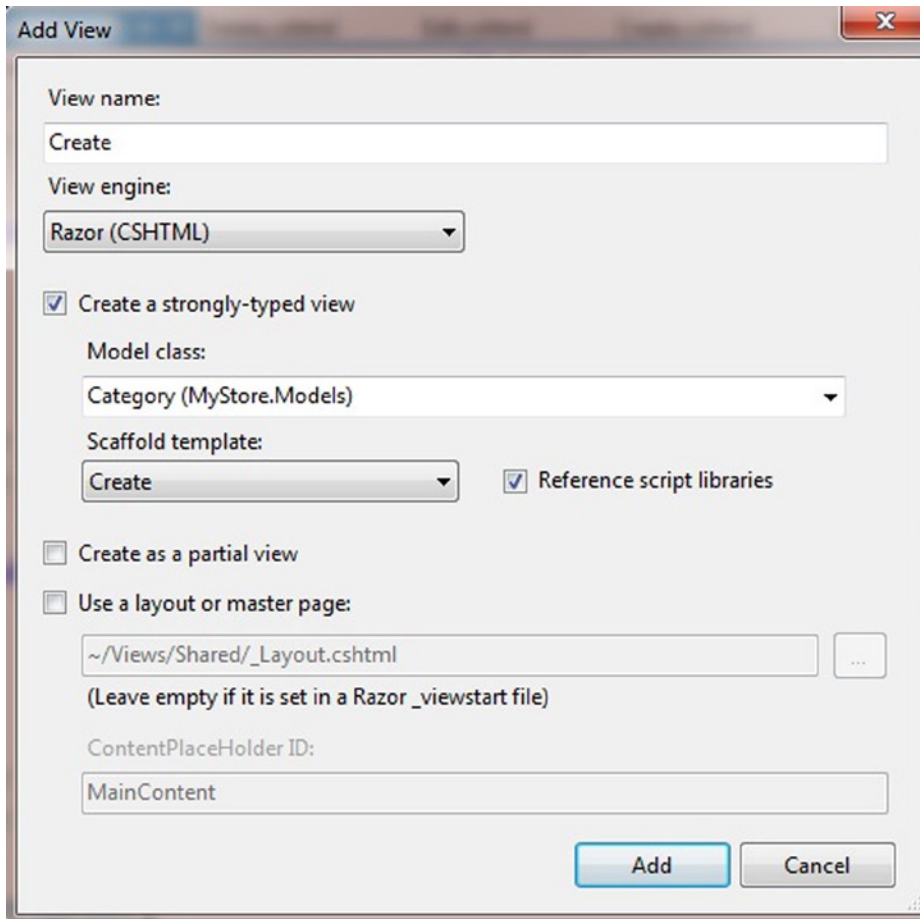 Add View
View name:
Create
View engine:
Razor (CSHTML)
Create a strongly-typed view
Model class:
Category (MyStore.Models)
Scaffold template:
Create
Reference script libraries
Create as a partial view
Use a layout or master page:
~/Views/Shared/_Layout.cshtml
...
(Leave empty if it is set in a Razor _viewstart file)
ContentPlaceHolder ID:
MainContent
Add Cancel